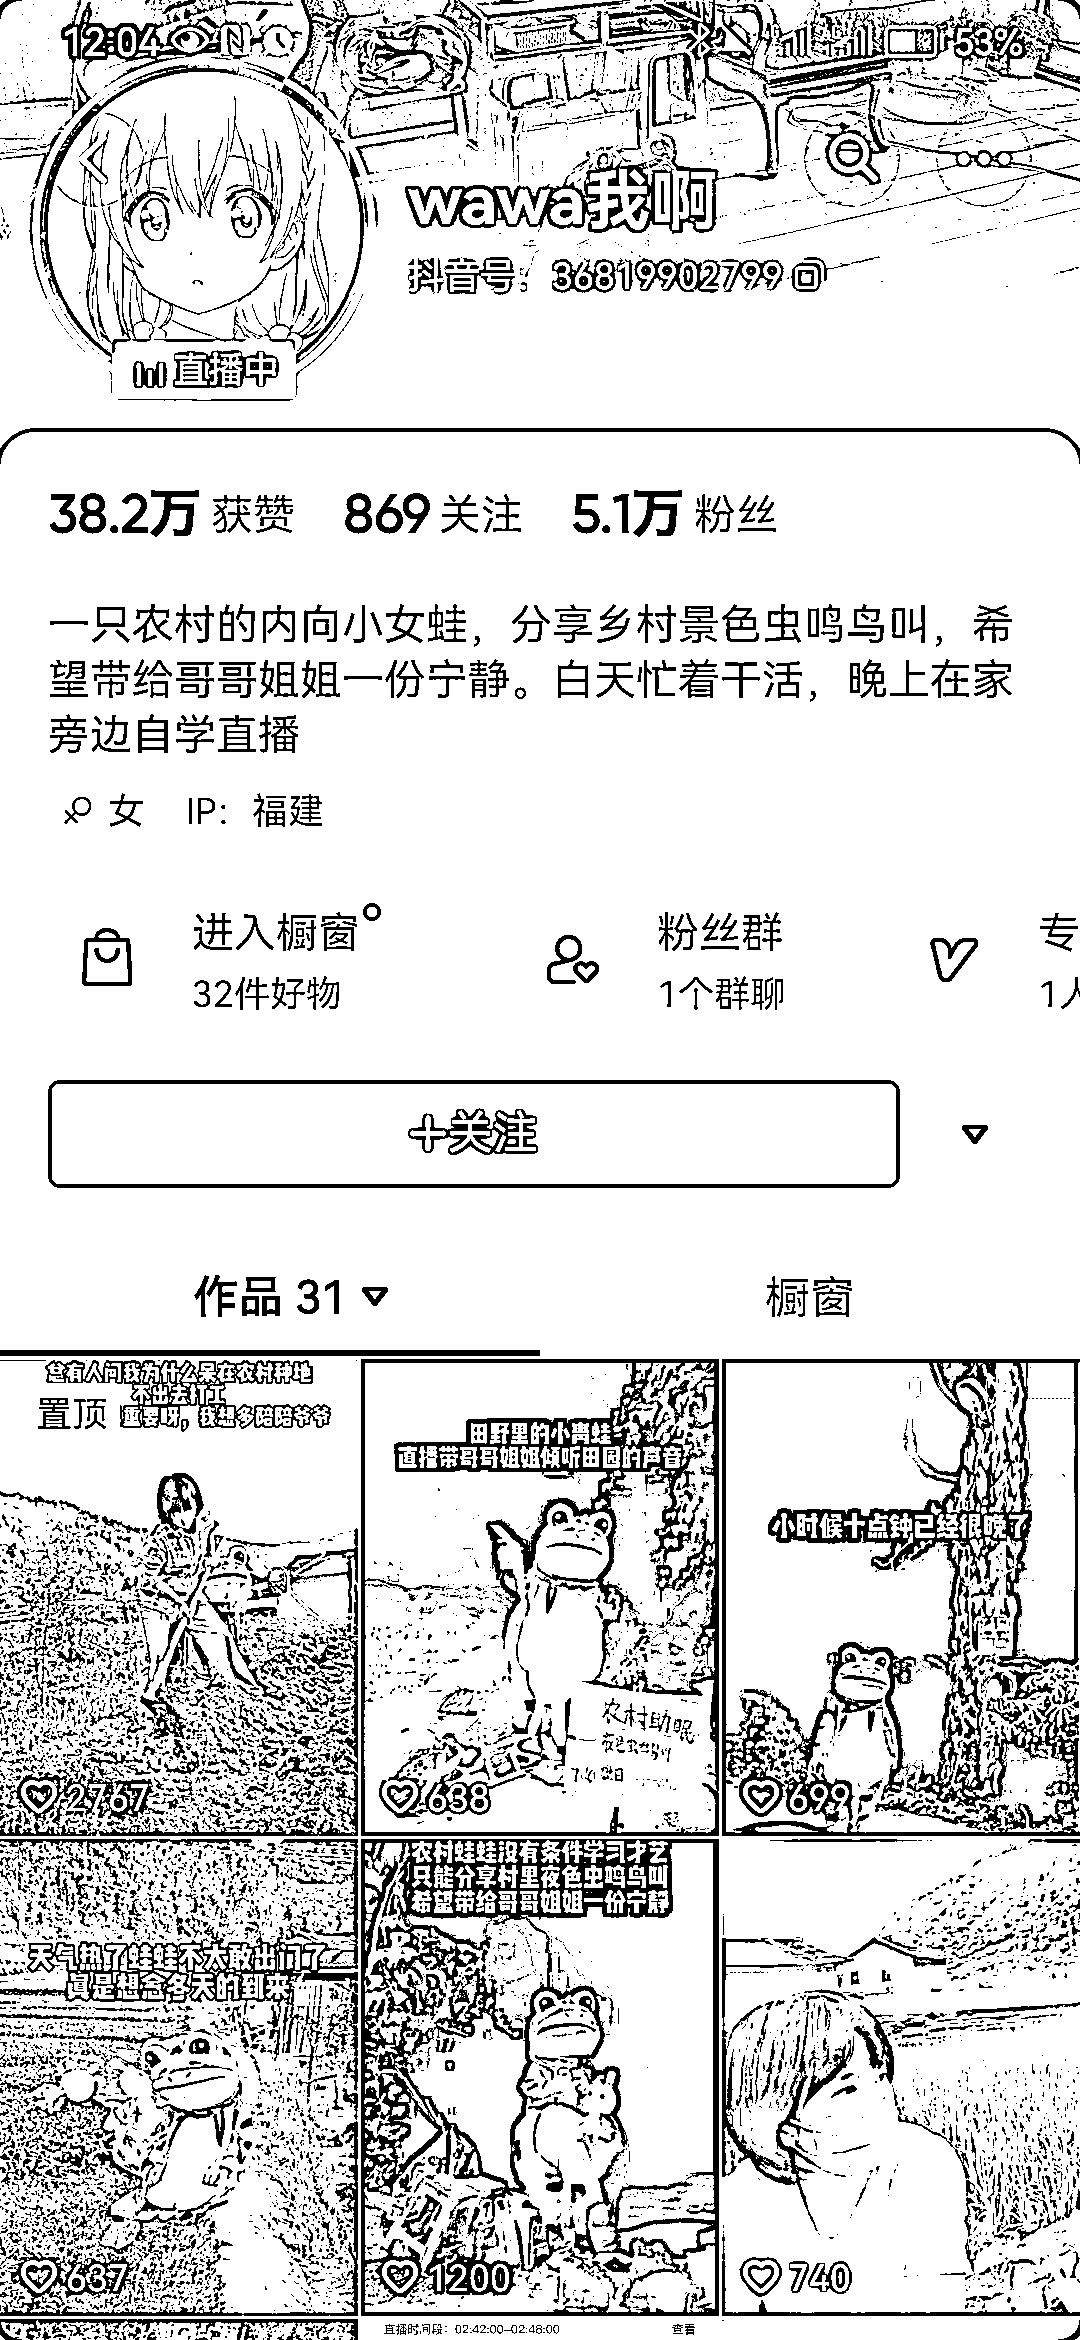 12:04
53%
wawa我啊
抖音号：36819902799
直播中
38.2万 获赞 869 关注 5.1万 粉丝
一只农村的内向小女蛙，分享乡村景色虫鸣鸟叫，希
望带给哥哥姐姐一份宁静。白天忙着干活，晚上在家
旁边自学直播
女 IP：福建
进入橱窗 粉丝群 专
32件好物 1个群聊 1人
+关注
作品 31 橱窗
总有人问我为什么呆在农村种地
不出去打工
置顶
重要呀，我想多陪陪爷爷
2767
田野里的小青蛙
直播带哥哥姐姐倾听田园的声音
农村助眠
638
小时候十点钟已经很晚了
699
天气热了蛙蛙不太敢出门了
真是想念冬天的到来
637
农村蛙蛙没有条件学习才艺
只能分享村里夜色虫鸣鸟叫
希望带给哥哥姐姐一份宁静
1200
740
直播时间段：02:42:00-02:48:00 查看